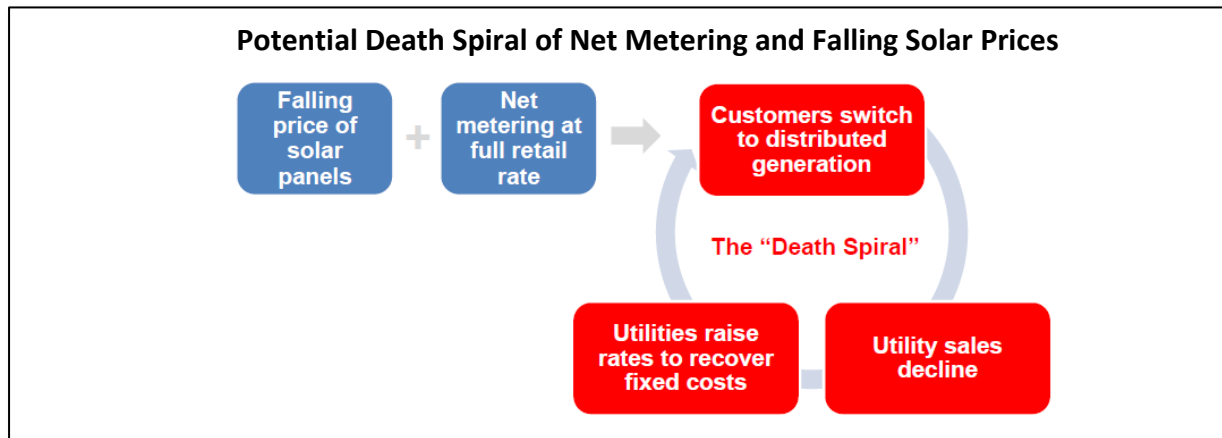 Potential Death Spiral of Net Metering and Falling Solar Prices
Falling
price of
solar
panels
+
Net
metering at
full retail
rate
Customers switch
to distributed
generation
The “Death Spiral”
Utilities raise
rates to recover
fixed costs
Utility sales
decline